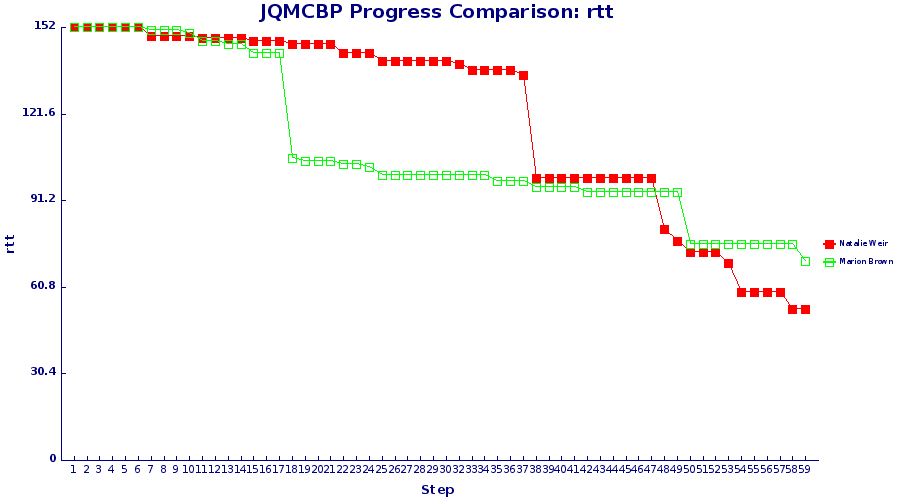 JQMCBP Progress Comparison: rtt
152
121.6
91.2
60.8
30.4
0
rtt
1 2 3 4 5 6 7 8 9 10 11 12 13 14 15 16 17 18 19 20 21 22 23 24 25 26 27 28 29 30 31 32 33 34 35 36 37 38 39 40 41 42 43 44 45 46 47 48 49 50 51 52 53 54 55 56 57 58 59
Step
Natalie Weir
Marion Brown